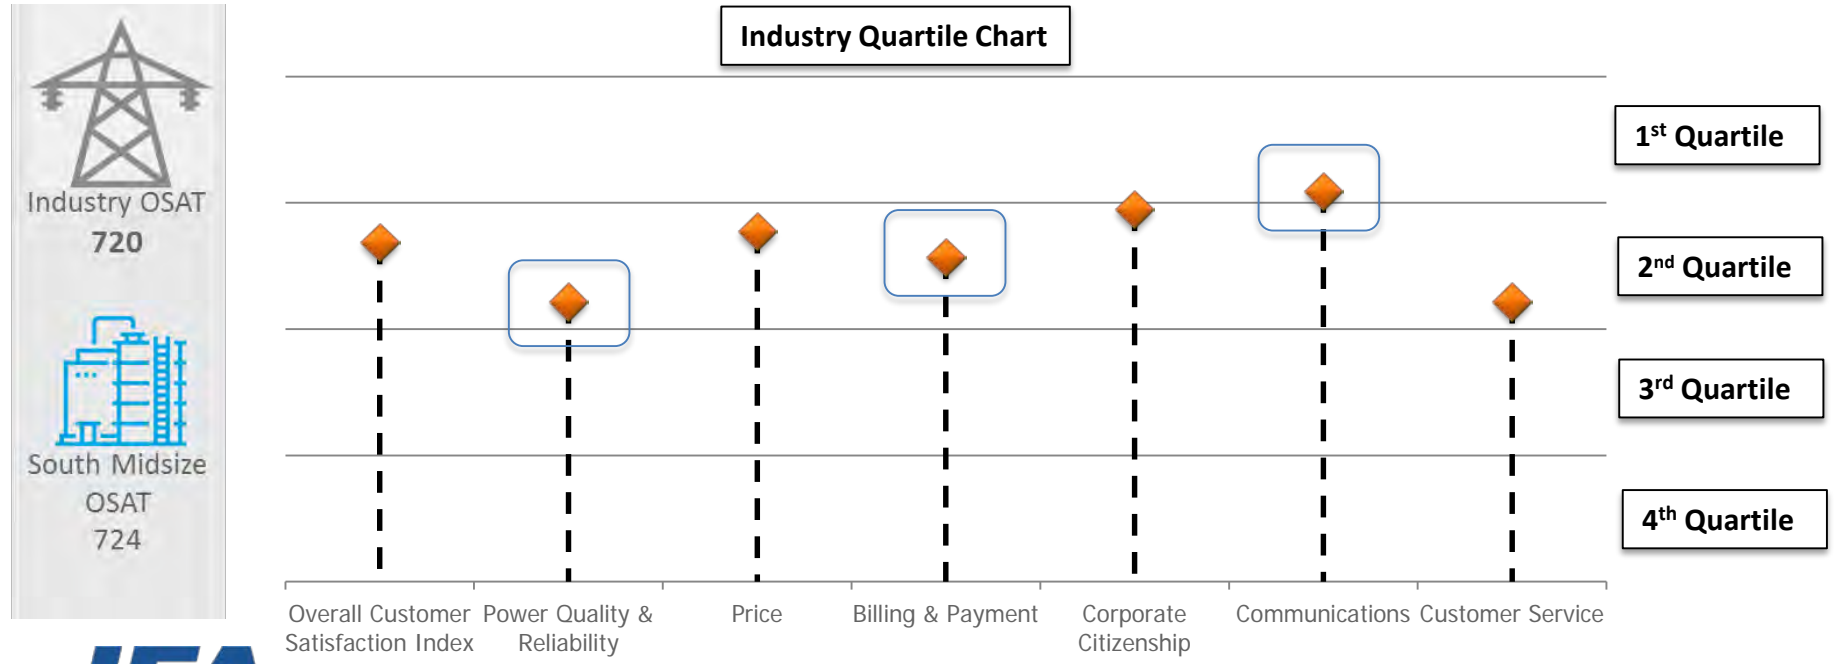 Industry Quartile Chart
Industry OSAT
720
South Midsize
OSAT
724
1st Quartile
2nd Quartile
3rd Quartile
4th Quartile
Overall Customer
Satisfaction Index
Power Quality &
Reliability
Price
Billing & Payment
Corporate
Citizenship
Communications
Customer Service